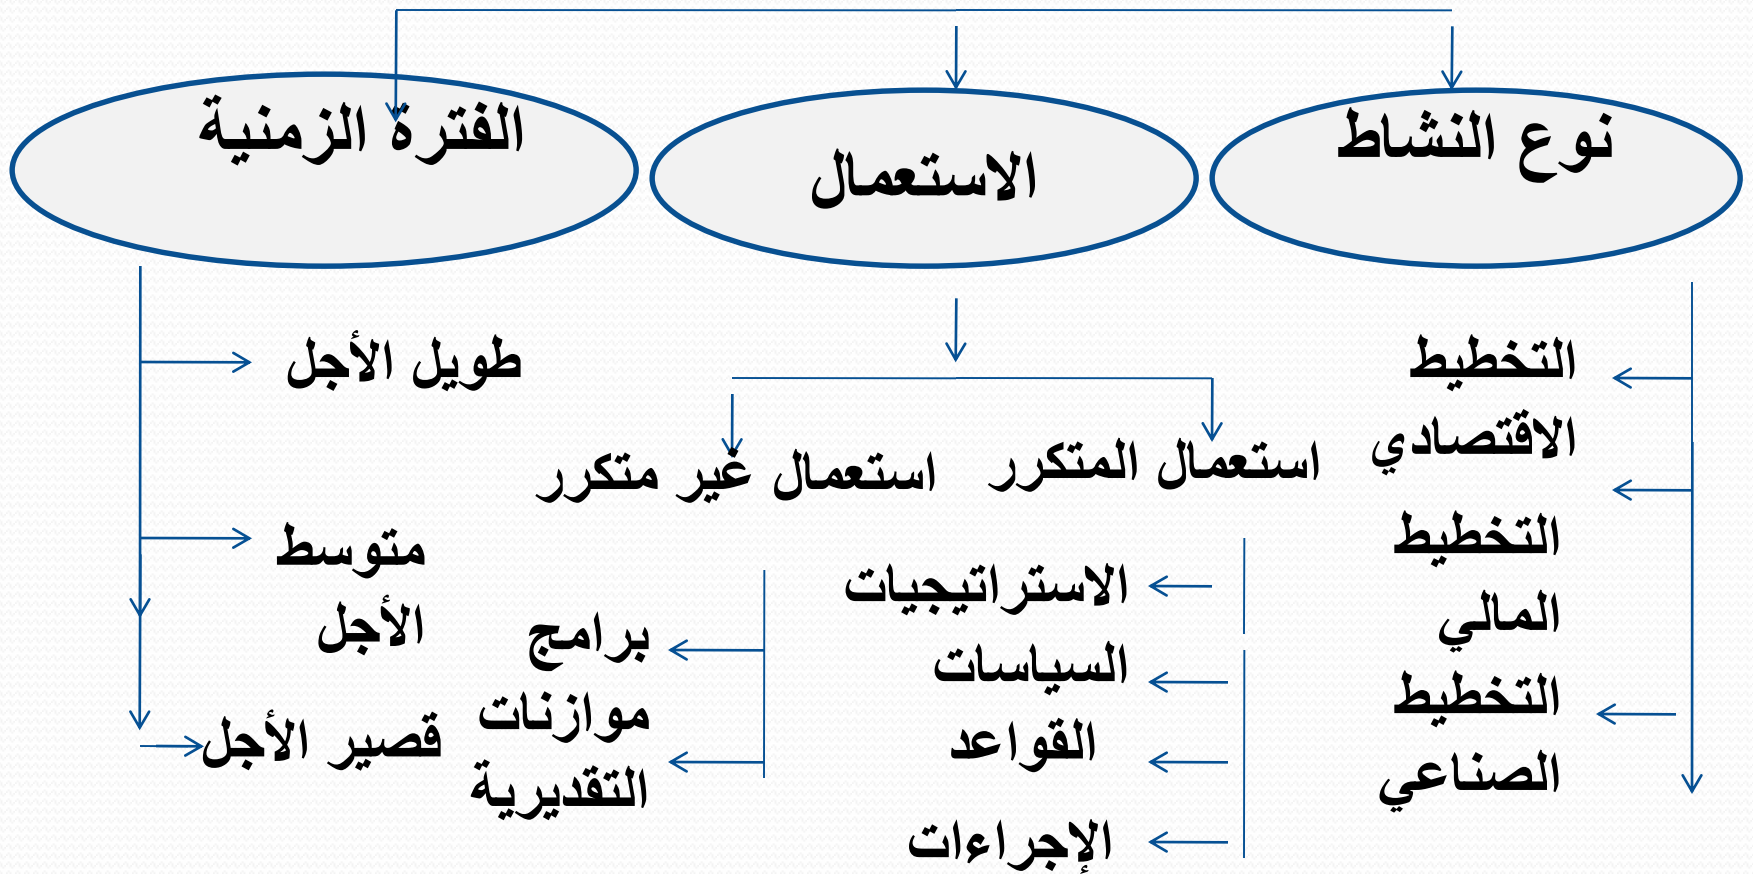 نوع النشاط
الاستعمال
الفترة الزمنية
التخطيط
الاقتصادي
التخطيط
المالي
التخطيط
الصناعي
استعمال المتكرر
الاستراتيجيات
السياسات
القواعد
الإجراءات
استعمال غير متكرر
برامج
موازنات
التقديرية
طويل الأجل
متوسط
الأجل
قصير الأجل